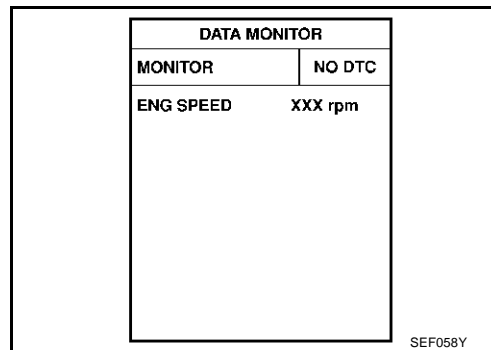 DATA MONITOR
MONITOR NO DTC
ENG SPEED XXX rpm
SEF058Y